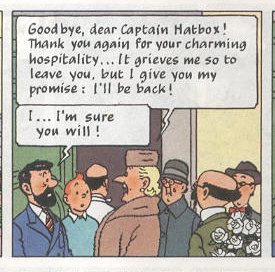 Goodbye, dear Captain Hatbox!
Thank you again for your charming
hospitality... It grieves me so to
leave you, but I give you my
promise: I'll be back!
I... I'm sure
you will!